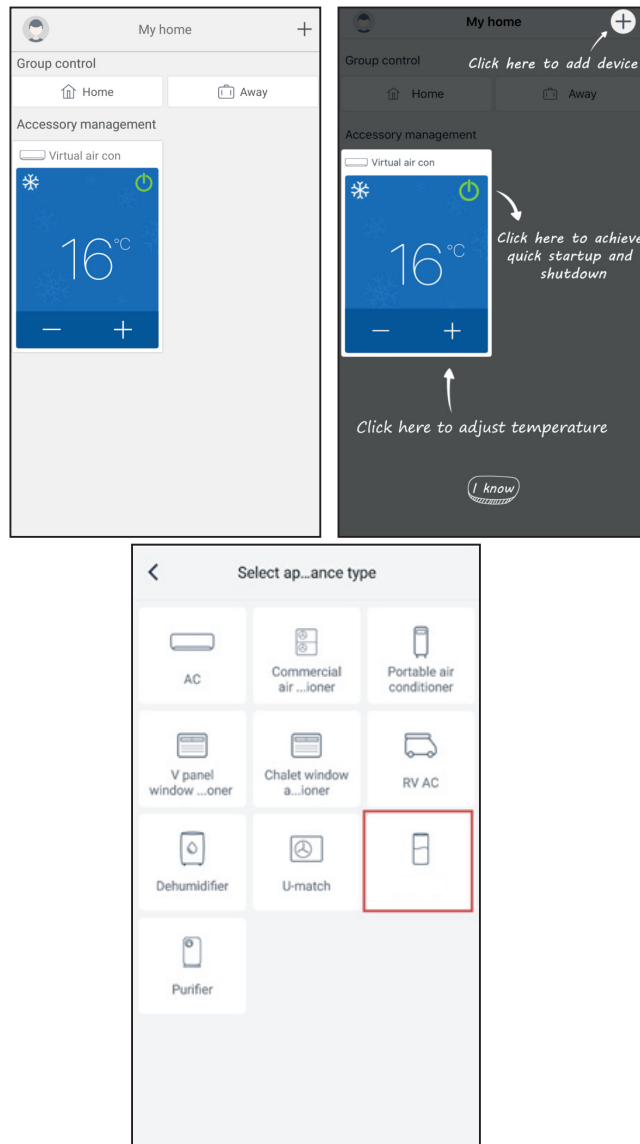 My home
Group control
Home
Away
Accessory management
Virtual air con
16°C
My home
Click here to add device
Group control
Home
Away
Accessory management
Virtual air con
16°C
Click here to achieve
quick startup and
shutdown
Click here to adjust temperature
I know
Select ap...ance type
AC
Commercial
air ...ioner
Portable air
conditioner
V panel
window ...oner
Chalet window
a...ioner
RV AC
Dehumidifier
U-match
Purifier